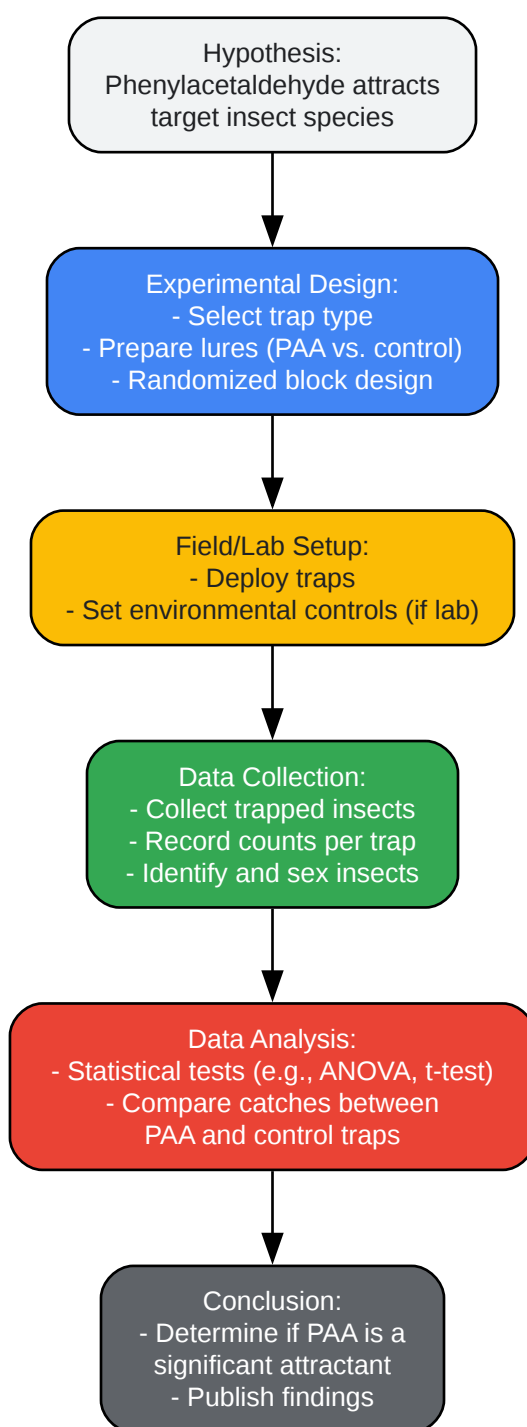 Hypothesis:
Phenylacetaldehyde attracts
target insect species
Experimental Design:
- Select trap type
- Prepare lures (PAA vs. control)
- Randomized block design
Field/Lab Setup:
- Deploy traps
- Set environmental controls (if lab)
Data Collection:
- Collect trapped insects
- Record counts per trap
- Identify and sex insects
Data Analysis:
- Statistical tests (e.g., ANOVA, t-test)
- Compare catches between
PAA and control traps
Conclusion:
- Determine if PAA is a
significant attractant
- Publish findings